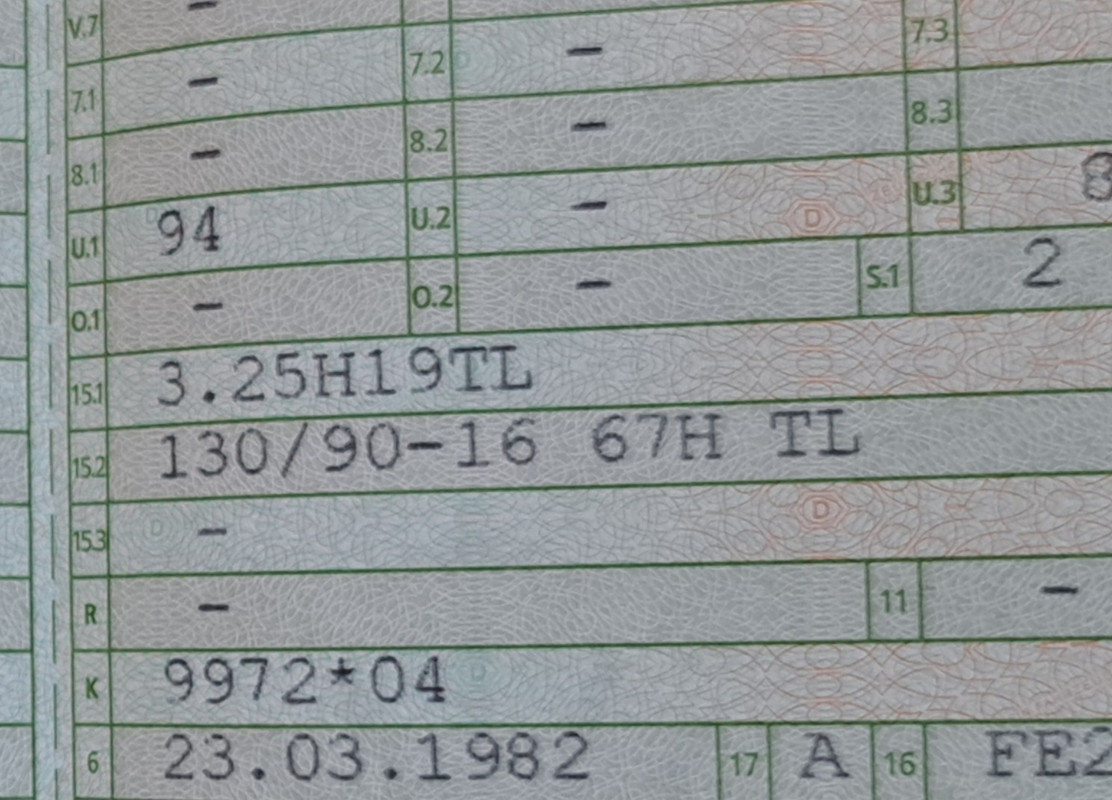 V.7 –
7.1 – 7.2 – 7.3
8.1 – 8.2 – 8.3
U.1 94 U.2 – U.3 8
O.1 – O.2 – S.1 2
15.1 3.25H19TL
15.2 130/90-16 67H TL
15.3 –
R – 11 –
K 9972*04
6 23.03.1982 17 A 16 FE2